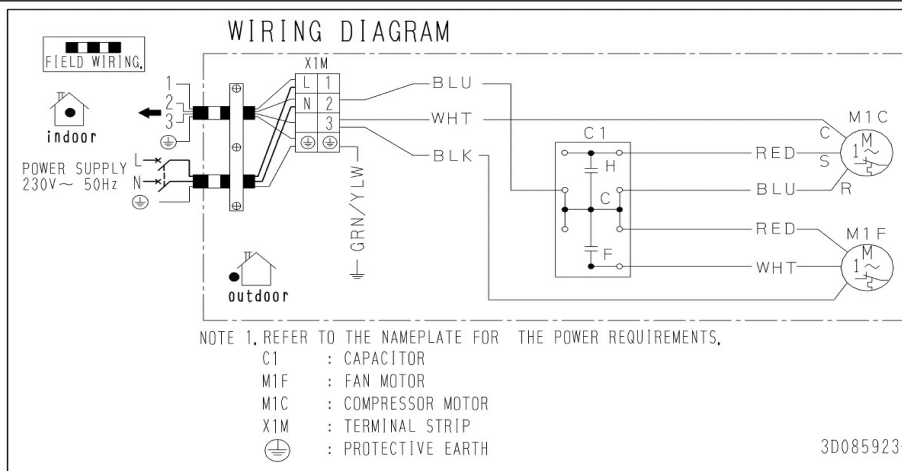 WIRING DIAGRAM
FIELD WIRING.
X1M
L 1
N 2
3
1
2
3
indoor
POWER SUPPLY
230V~ 50Hz
L
N
BLU
WHT
BLK
GRN/YLW
C1
H
C
F
RED
BLU
RED
WHT
C
S
R
M1C
M
1~
M1F
M
1~
outdoor
NOTE 1. REFER TO THE NAMEPLATE FOR THE POWER REQUIREMENTS.
C1 : CAPACITOR
M1F : FAN MOTOR
M1C : COMPRESSOR MOTOR
X1M : TERMINAL STRIP
: PROTECTIVE EARTH
3D085923